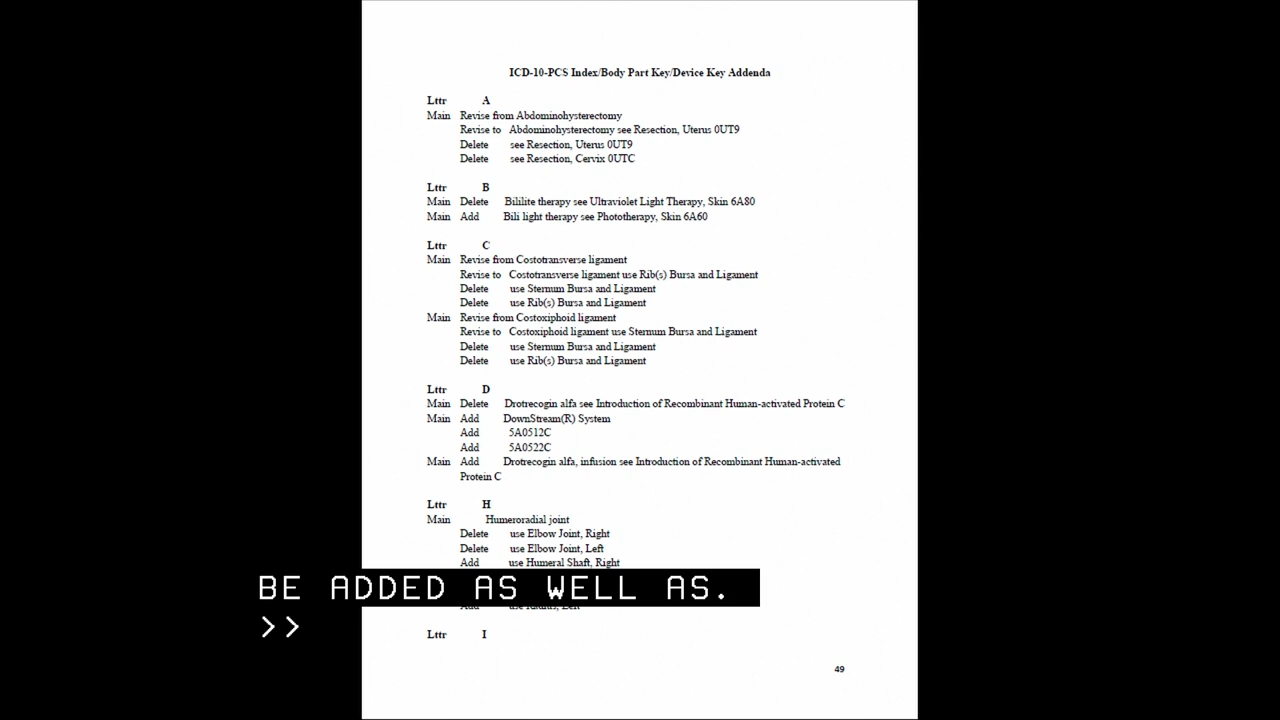 ICD-10-PCS Index/Body Part Key/Device Key Addenda
Lttr A
Main Revise from Abdominohysterectomy
Revise to Abdominohysterectomy see Resection, Uterus 0UT9
Delete see Resection, Uterus 0UT9
Delete see Resection, Cervix 0UTC
Lttr B
Main Delete Bililite therapy see Ultraviolet Light Therapy, Skin 6A80
Main Add Bili light therapy see Phototherapy, Skin 6A60
Lttr C
Main Revise from Costotransverse ligament
Revise to Costotransverse ligament use Rib(s) Bursa and Ligament
Delete use Sternum Bursa and Ligament
Delete use Rib(s) Bursa and Ligament
Main Revise from Costoxiphoid ligament
Revise to Costoxiphoid ligament use Sternum Bursa and Ligament
Delete use Sternum Bursa and Ligament
Delete use Rib(s) Bursa and Ligament
Lttr D
Main Delete Drotrecogin alfa see Introduction of Recombinant Human-activated Protein C
Main Add DownStream(R) System
Add 5A0512C
Add 5A0522C
Main Add Drotrecogin alfa, infusion see Introduction of Recombinant Human-activated
Protein C
Lttr H
Main Humeroradial joint
Delete use Elbow Joint, Right
Delete use Elbow Joint, Left
Add use Humeral Shaft, Right
BE ADDED AS WELL AS.
>>
Lttr I
49